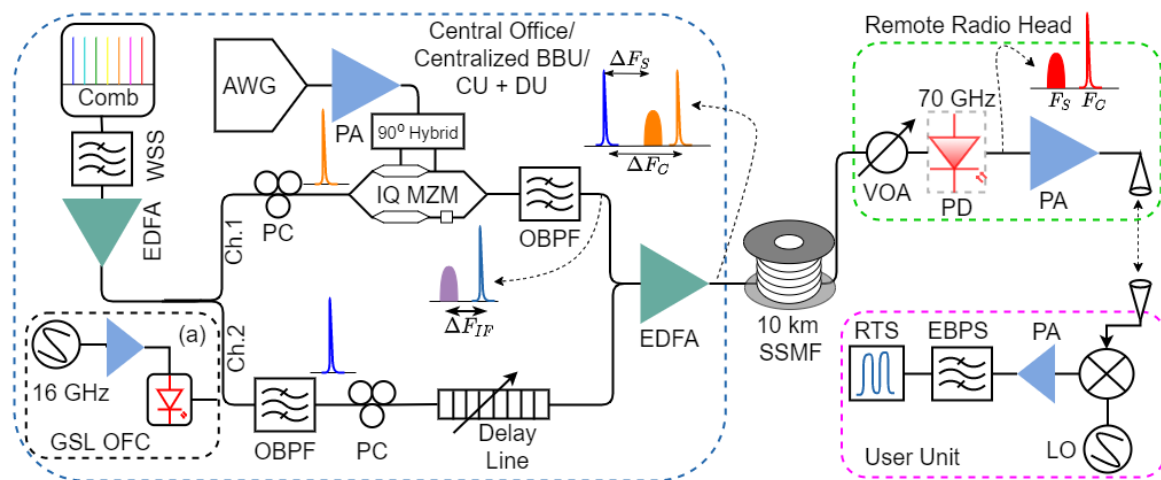 Comb
WSS
EDFA
AWG
PA
90° Hybrid
Central Office/
Centralized BBU/
CU + DU
Ch.1
PC
IQ MZM
OBPF
ΔF_IF
ΔF_S
ΔF_C
EDFA
Ch.2
OBPF
PC
Delay
Line
(a)
16 GHz
GSL OFC
10 km
SSMF
Remote Radio Head
F_S F_C
70 GHz
VOA
PD
PA
RTS
EBPS
PA
LO
User Unit